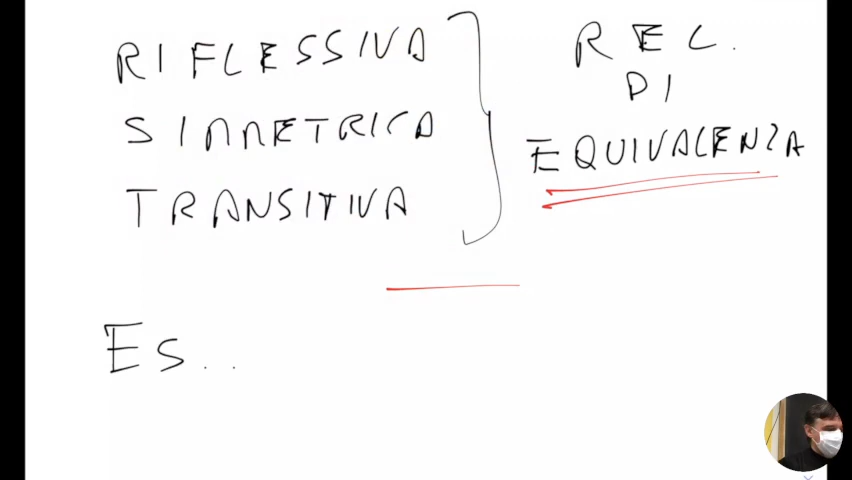 RIFLESSIVA
SIMMETRICA
TRANSITIVA
REL.
DI
EQUIVALENZA
Es..